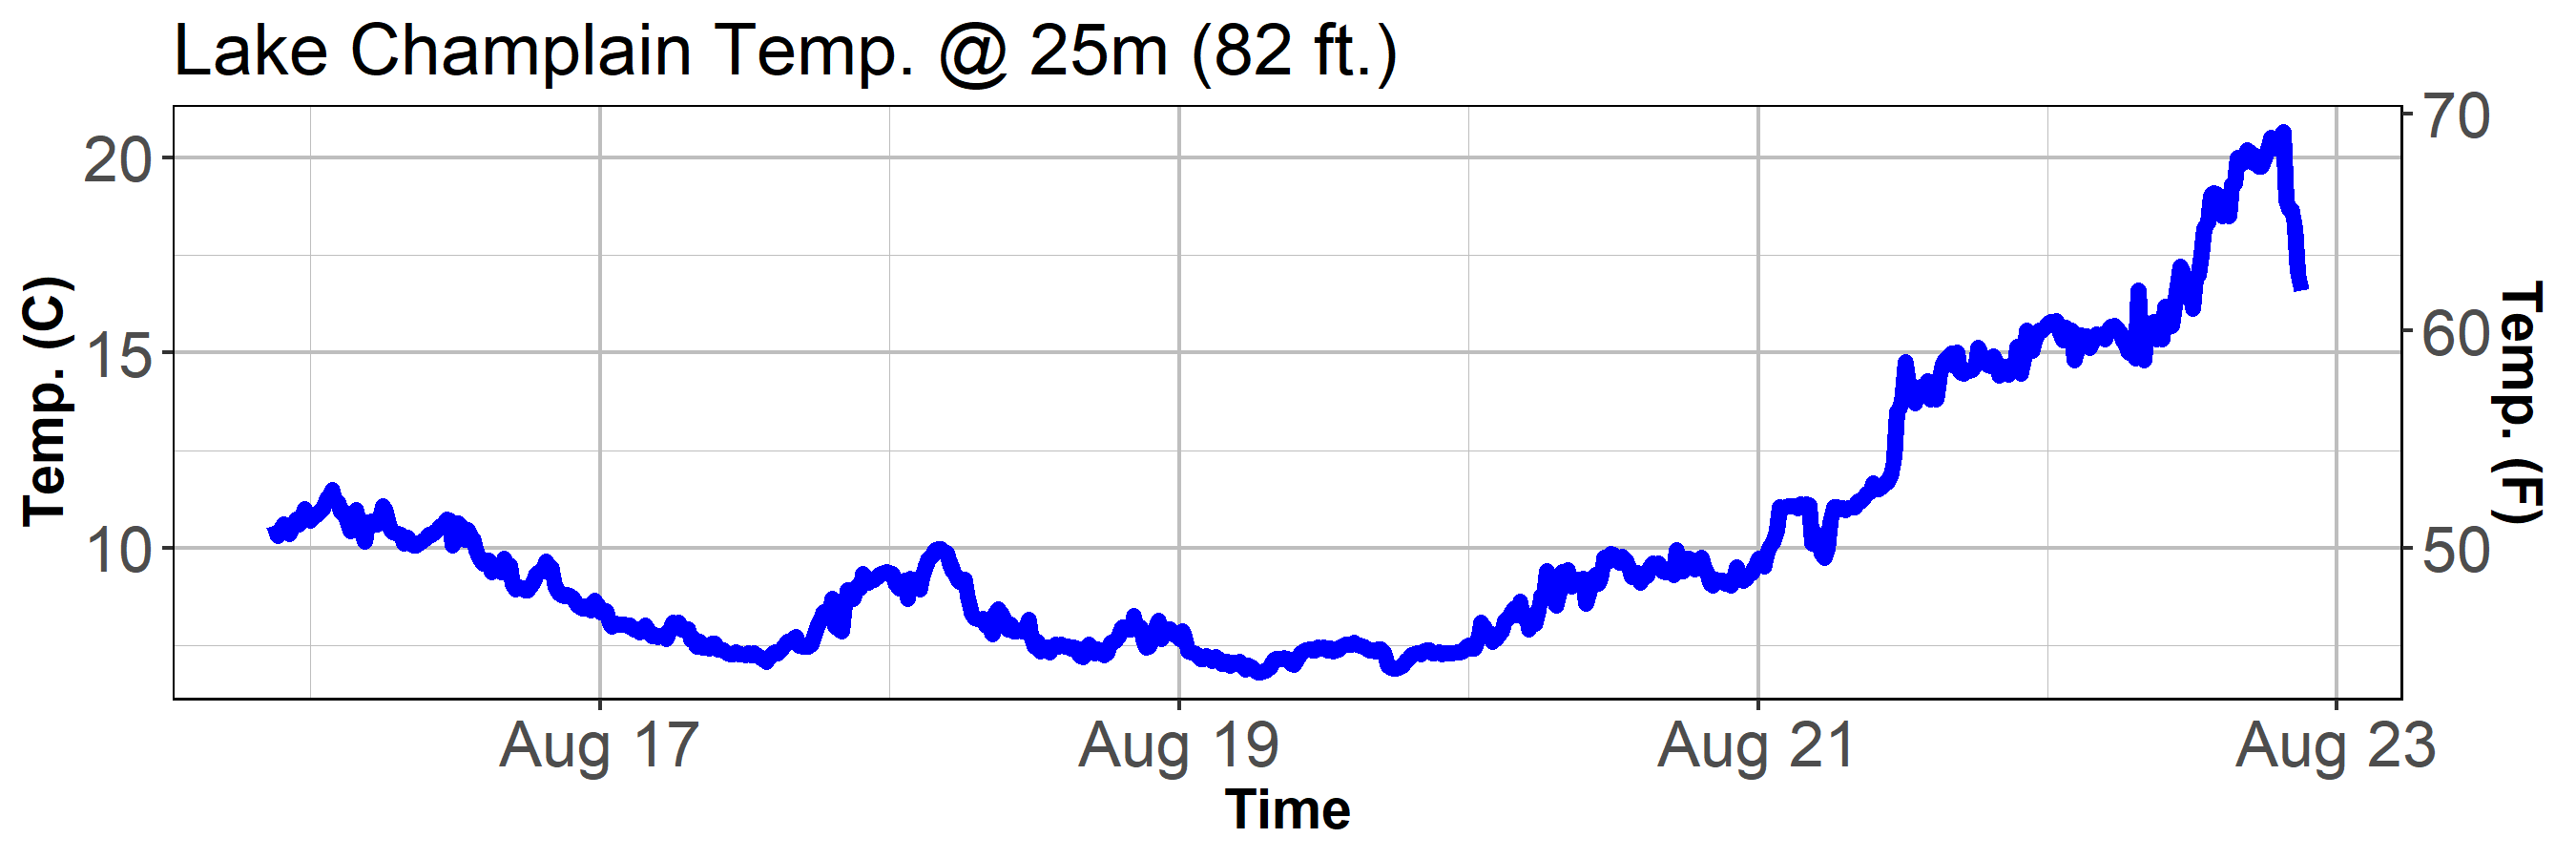 Lake Champlain Temp. @ 25m (82 ft.)
Temp. (C)
20
15
10
70
60
50
Temp. (F)
Aug 17 Aug 19 Aug 21 Aug 23
Time